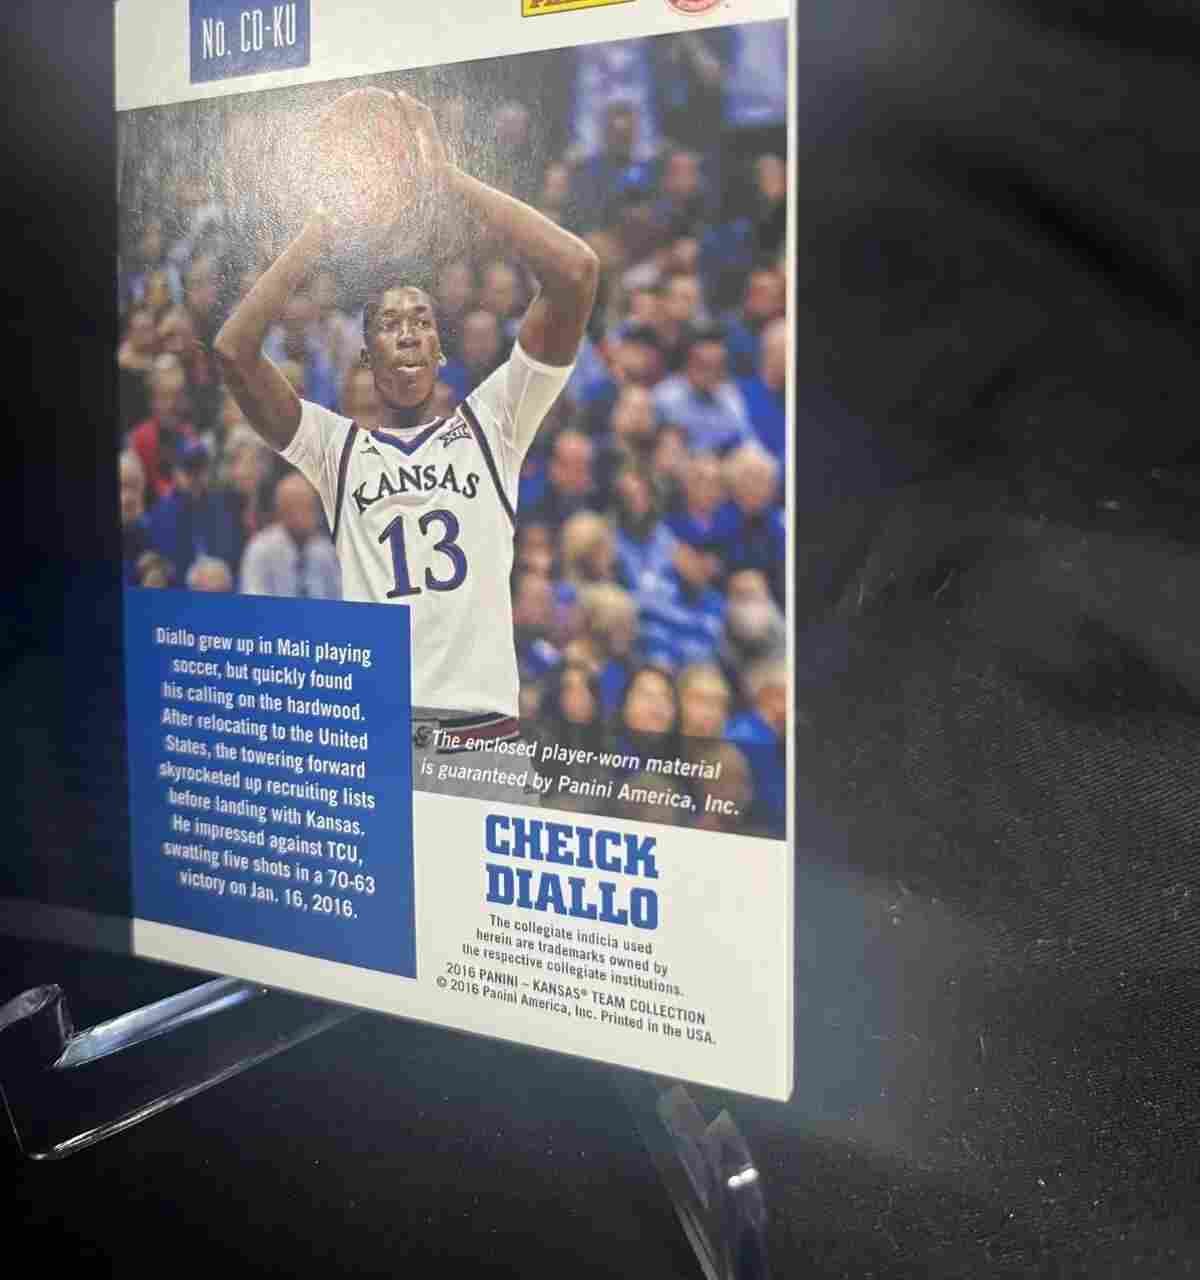 No. CD-KU
KANSAS
13
Diallo grew up in Mali playing
soccer, but quickly found
his calling on the hardwood.
After relocating to the United
States, the towering forward
skyrocketed up recruiting lists
before landing with Kansas.
He impressed against TCU,
swatting five shots in a 70-63
victory on Jan. 16, 2016.
The enclosed player-worn material
is guaranteed by Panini America, Inc.
CHEICK
DIALLO
The collegiate indicia used
herein are trademarks owned by
the respective collegiate institutions.
2016 PANINI – KANSAS® TEAM COLLECTION
© 2016 Panini America, Inc. Printed in the USA.